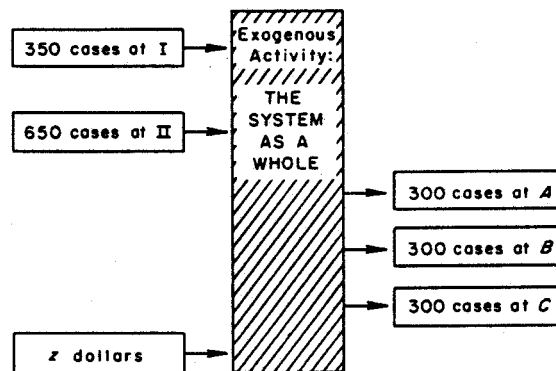 350 cases at I
Exogenous
Activity:
650 cases at II
THE
SYSTEM
AS A
WHOLE
300 cases at A
300 cases at B
300 cases at C
z dollars